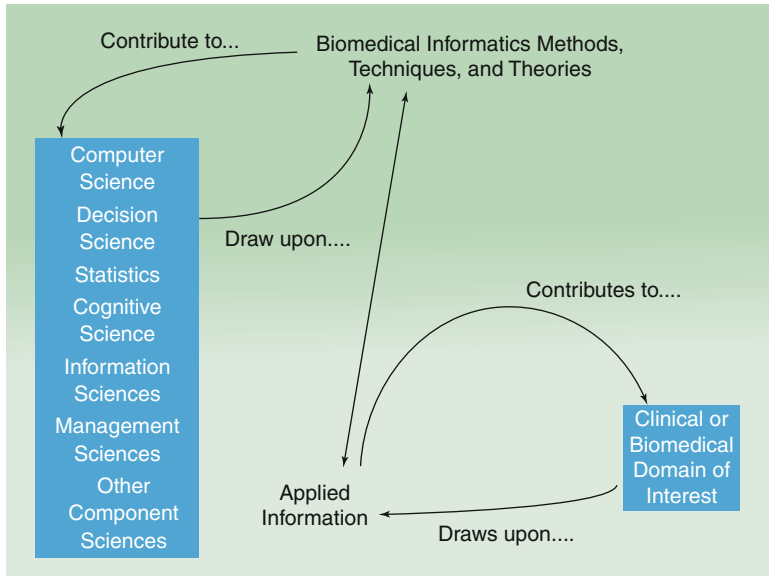 Contribute to...
Biomedical Informatics Methods,
Techniques, and Theories
Computer
Science
Decision
Science
Statistics
Cognitive
Science
Information
Sciences
Management
Sciences
Other
Component
Sciences
Draw upon....
Contributes to....
Clinical or
Biomedical
Domain of
Interest
Applied
Information
Draws upon....